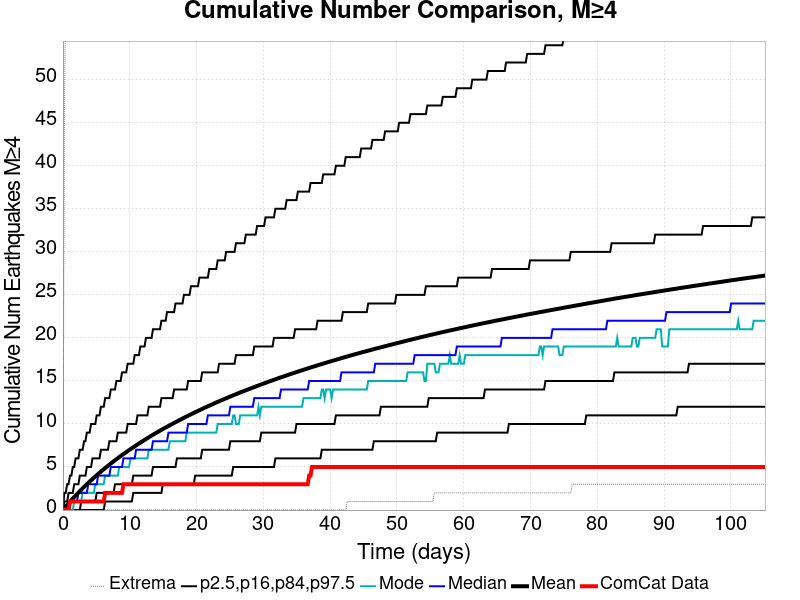 Cumulative Number Comparison, M≥4
Cumulative Num Earthquakes M≥4
50
45
40
35
30
25
20
15
10
5
0
0 10 20 30 40 50 60 70 80 90 100
Time (days)
Extrema p2.5,p16,p84,p97.5 Mode Median Mean ComCat Data